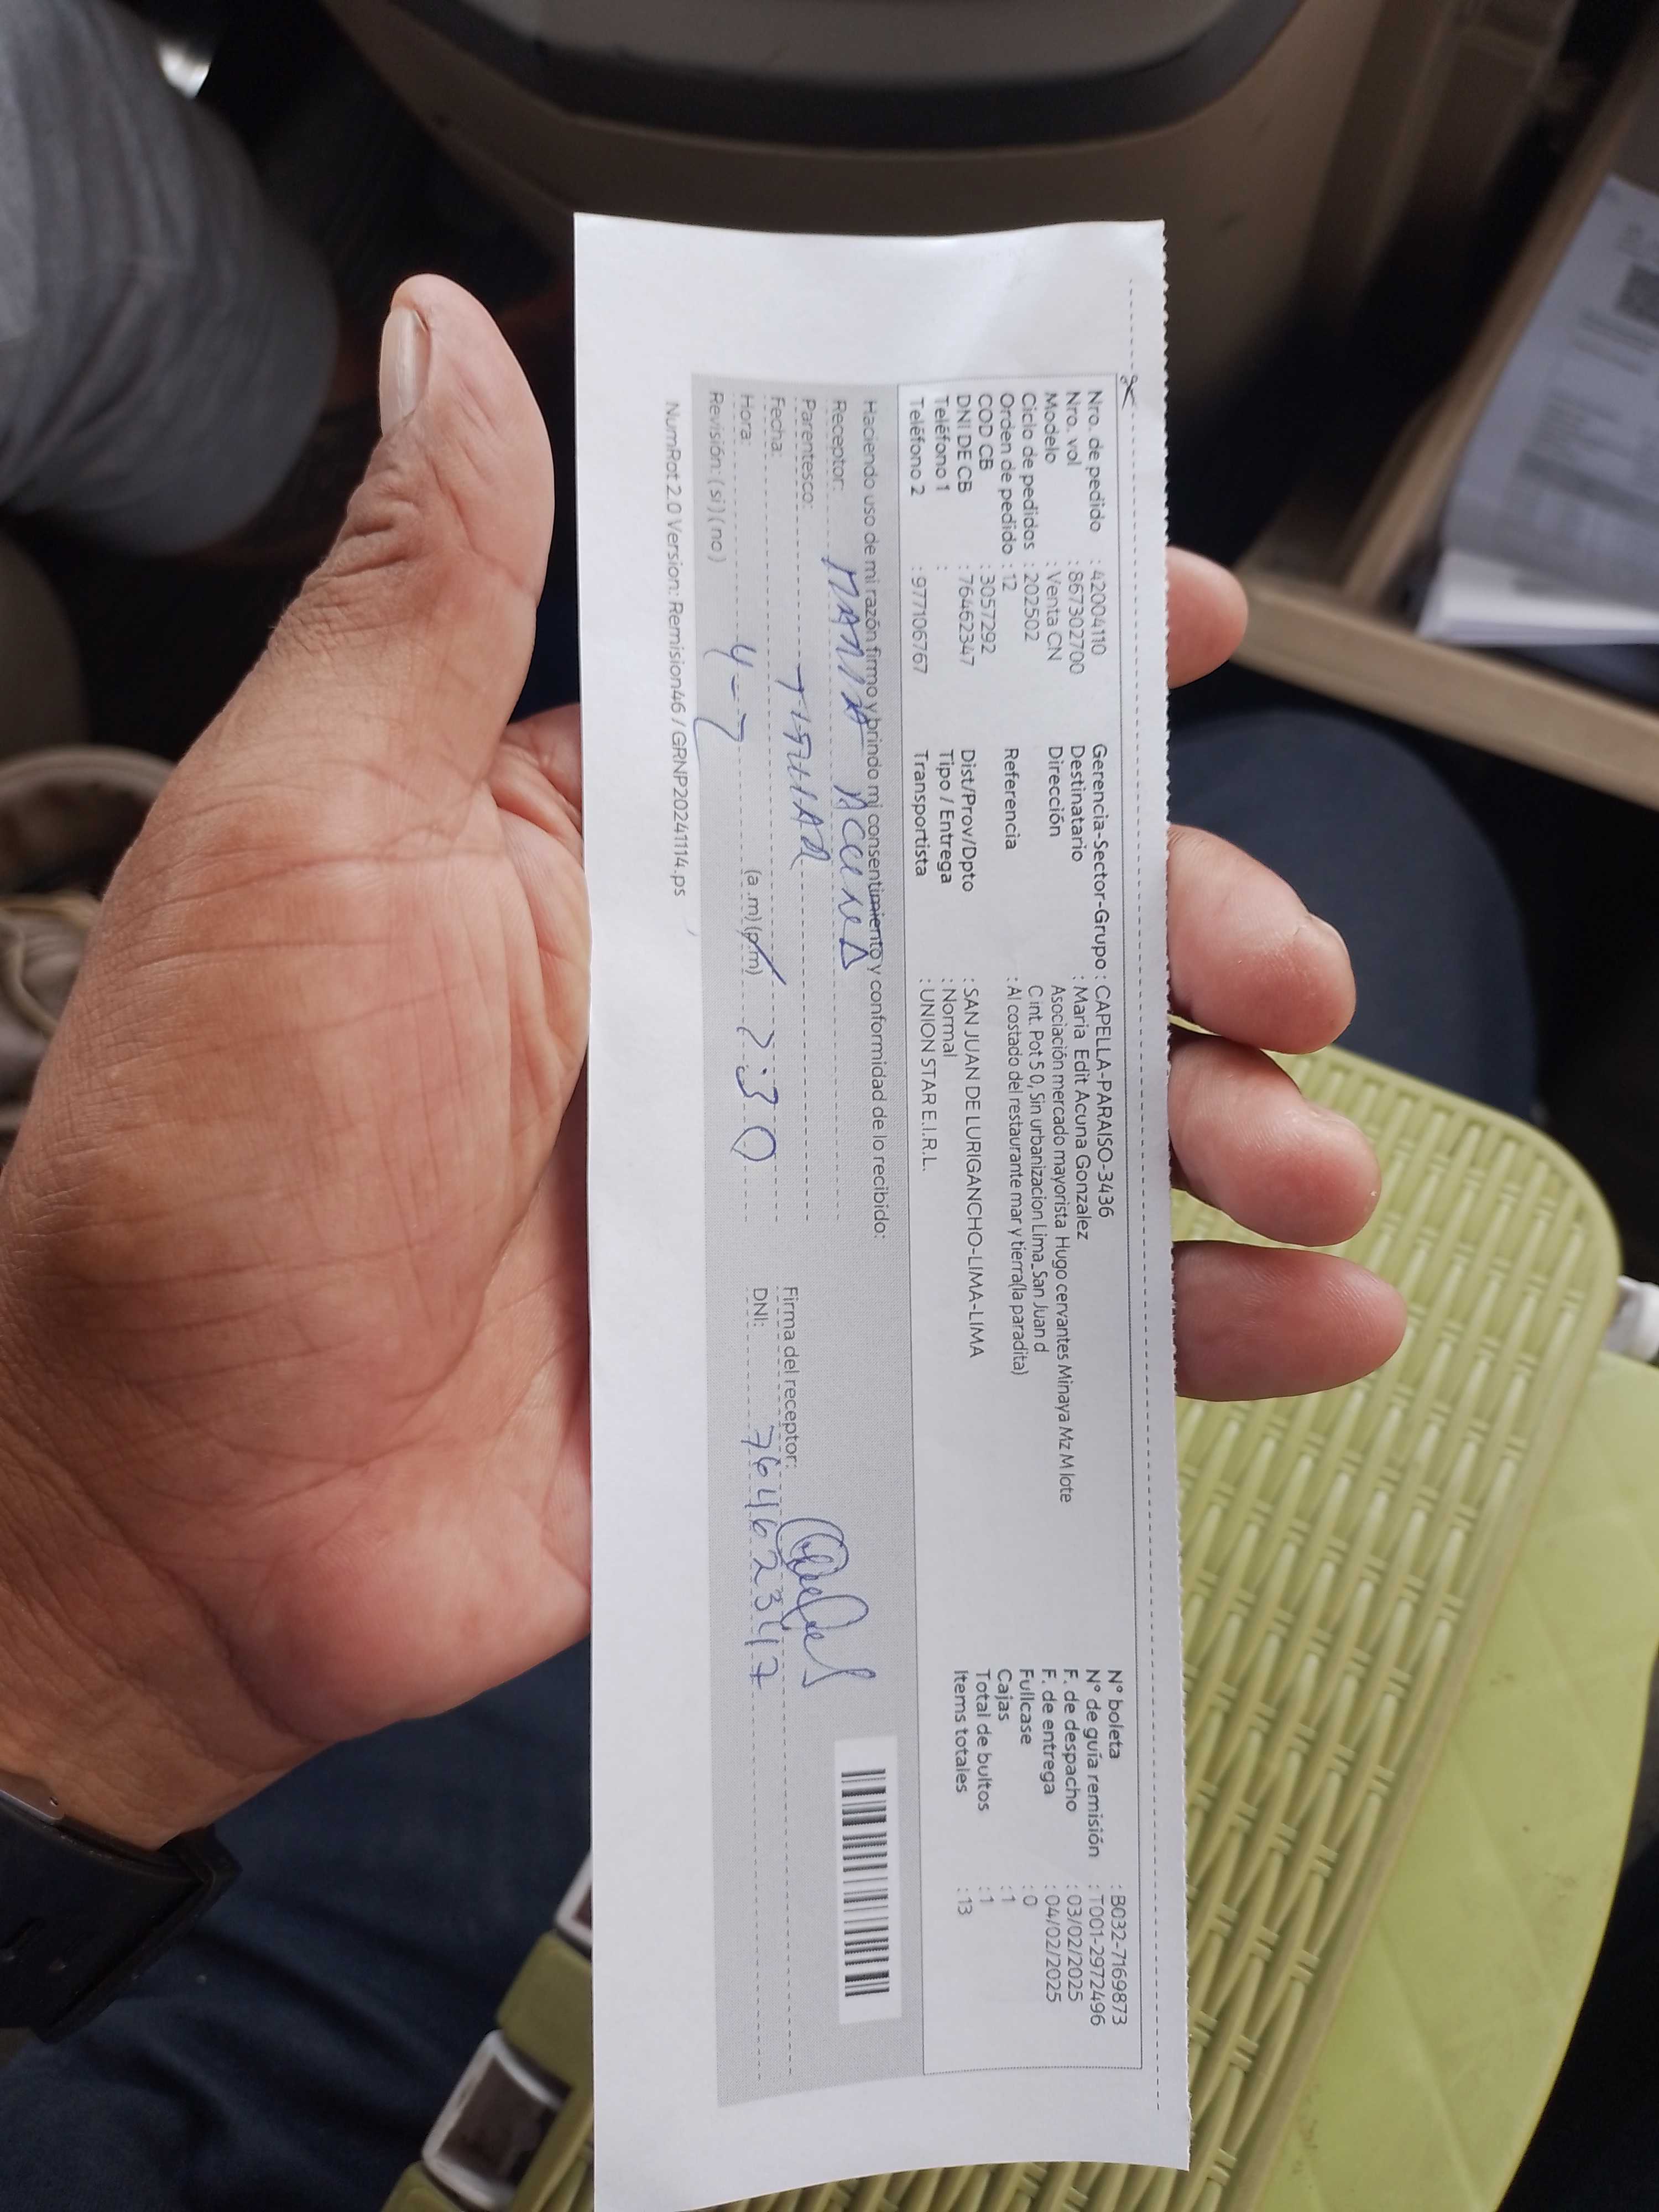 Nro. de pedido : 42004110
Nro. vol : 867302700
Modelo : Venta CN
Ciclo de pedidos : 202502
Orden de pedido : 12
COD CB : 3057292
DNI DE CB : 76462347
Teléfono 1 :
Teléfono 2 : 977106767
Gerencia-Sector-Grupo : CAPELLA-PARAISO-3436
Destinatario : Maria Edit Acuna Gonzalez
Dirección Asociación mercado mayorista Hugo cervantes Minaya Mz M lote
C int. Pot 5 0, Sin urbanizacion Lima_San Juan d
Referencia : Al costado del restaurante mar y tierra(la paradita)
Dist/Prov/Dpto : SAN JUAN DE LURIGANCHO-LIMA-LIMA
Tipo / Entrega : Normal
Transportista : UNION STAR E.I.R.L.
N° boleta : B032-7169873
N° de guía remisión : T001-2972496
F. de despacho : 03/02/2025
F. de entrega : 04/02/2025
Fullcase : 0
Cajas : 1
Total de bultos : 1
Items totales : 13
Haciendo uso de mi razón firmo y brindo mi consentimiento y conformidad de lo recibido:
Receptor: MARIA ACUÑA
Parentesco:
Fecha:
Hora: 4-7 (a.m) (p.m) 2:30
Revisión: ( si ) ( no )
Firma del receptor:
DNI: 76462347
NumRot 2.0 Version: Remision46 / GRNP20241114.ps